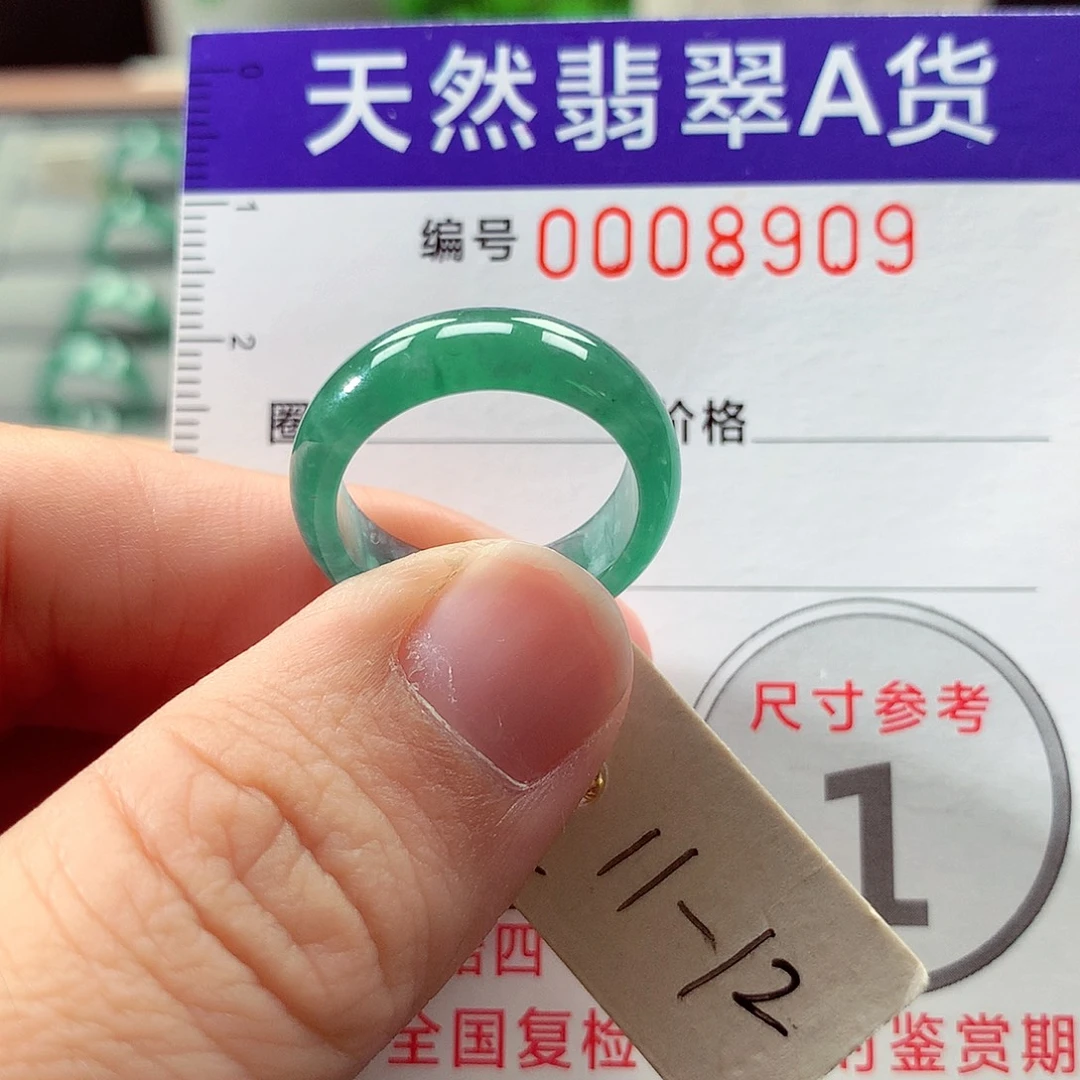 天然翡翠A货
0
1
编号 0008909
2
圈 价格
尺寸参考
1
11-12
四
全国复检 鉴赏期